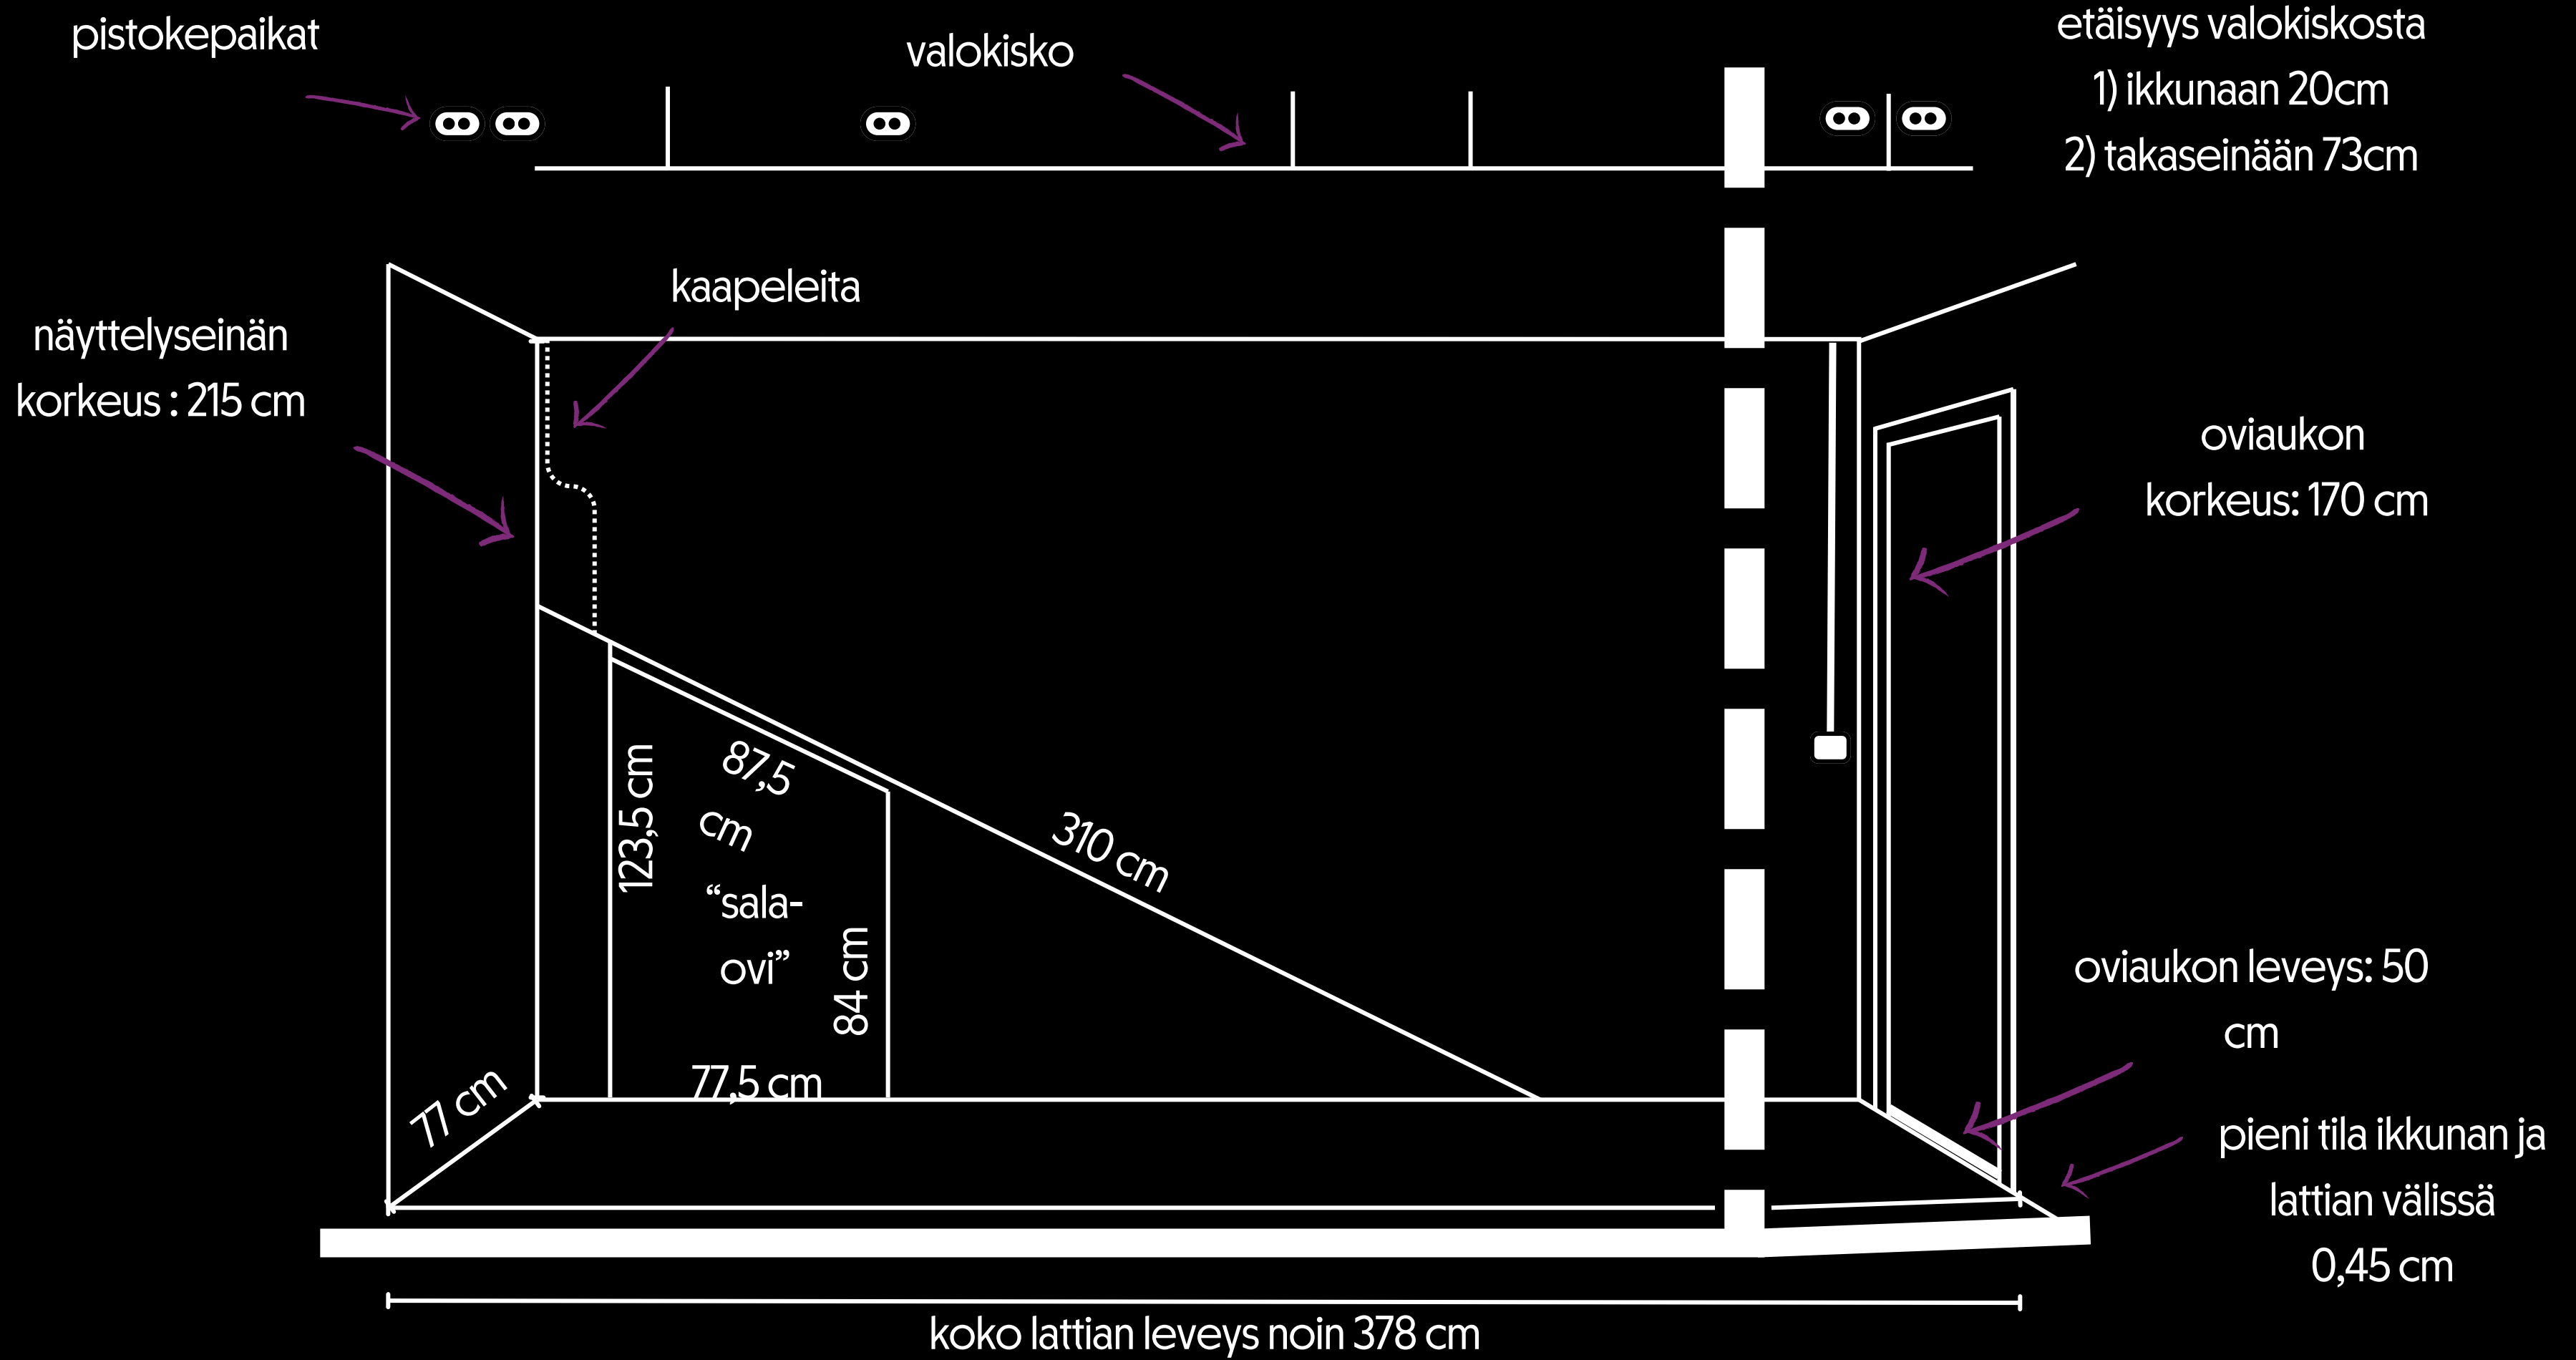 pistokepaikat
valokisko
etäisyys valokiskosta
1) ikkunaan 20cm
2) takaseinään 73cm
kaapeleita
näyttelyseinän
korkeus : 215 cm
oviaukon
korkeus: 170 cm
87,5
cm
123,5 cm
310 cm
“sala-
ovi”
84 cm
77,5 cm
77 cm
oviaukon leveys: 50
cm
pieni tila ikkunan ja
lattian välissä
0,45 cm
koko lattian leveys noin 378 cm